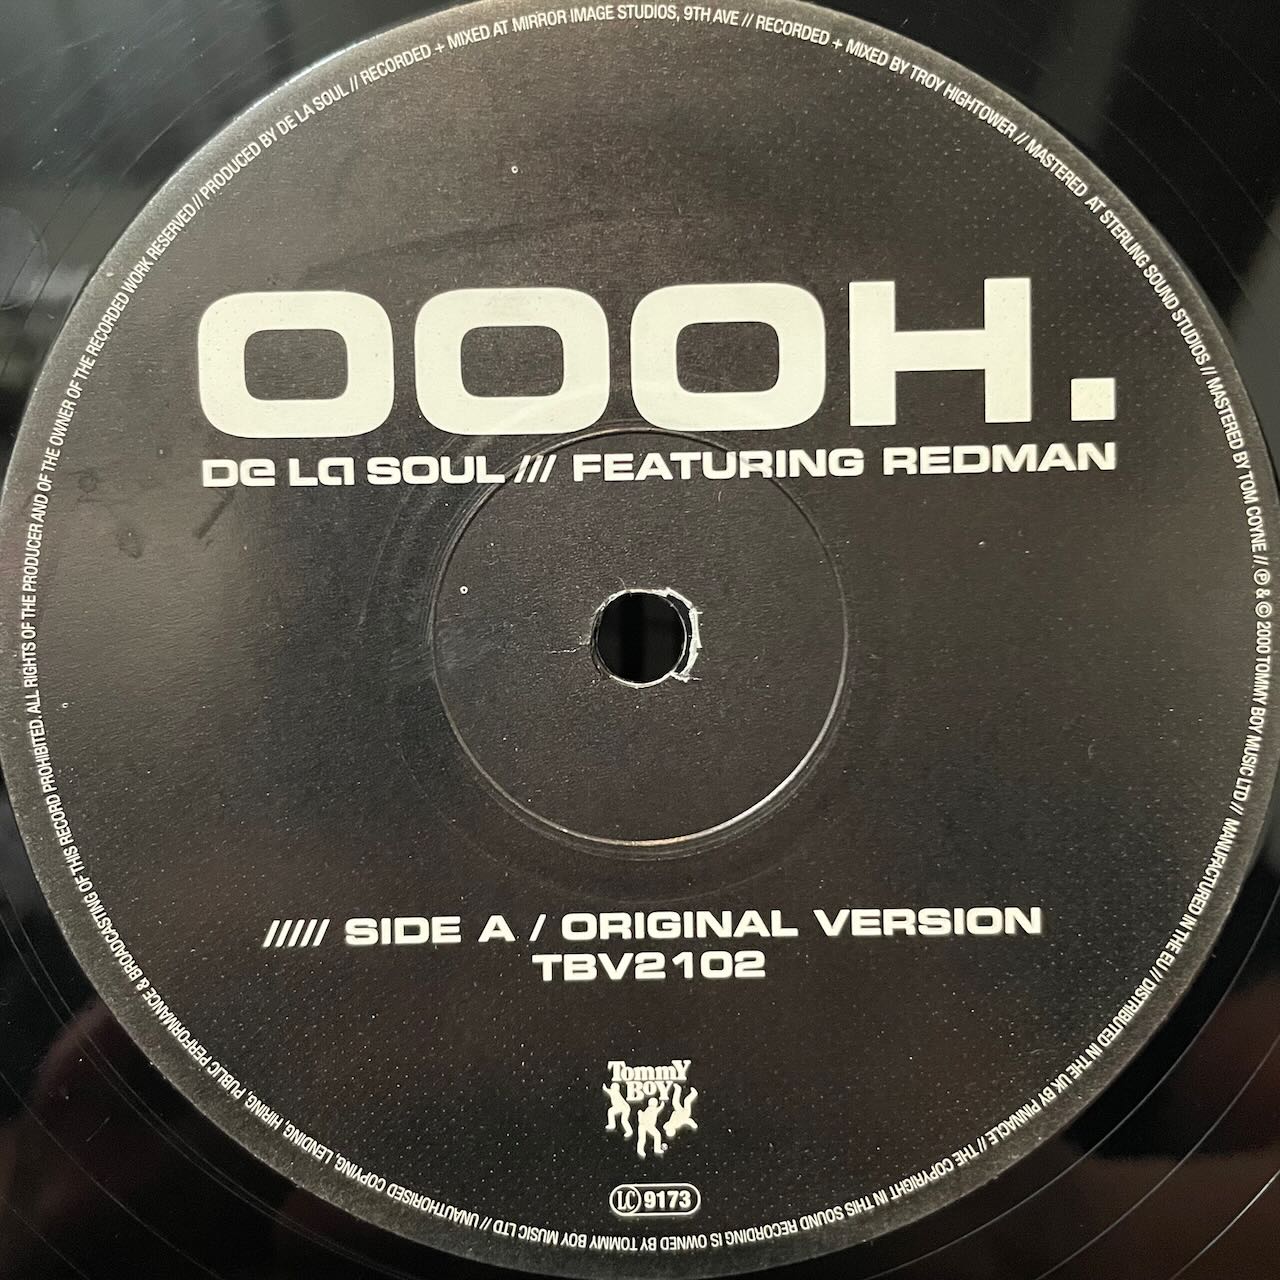 OOOH.
De La SOUL /// FEATURING REDMAN
///// SIDE A / ORIGINAL VERSION
TBV2102
Tommy
Boy
LC 9173
// PRODUCED BY DE LA SOUL // RECORDED + MIXED AT MIRROR IMAGE STUDIOS, 9TH AVE // RECORDED + MIXED BY TROY HIGHTOWER // MASTERED AT STERLING SOUND STUDIOS // MASTERED BY TOM COYNE // ℗ & © 2000 TOMMY BOY MUSIC LTD // MANUFACTURED IN THE EU // DISTRIBUTED IN THE UK BY PINNACLE // THE COPYRIGHT IN THIS SOUND RECORDING IS OWNED BY TOMMY BOY MUSIC LTD // UNAUTHORISED COPYING, LENDING, HIRING, PUBLIC PERFORMANCE & BROADCASTING OF THIS RECORD PROHIBITED. ALL RIGHTS OF THE PRODUCER AND OF THE OWNER OF THE RECORDED WORK RESERVED